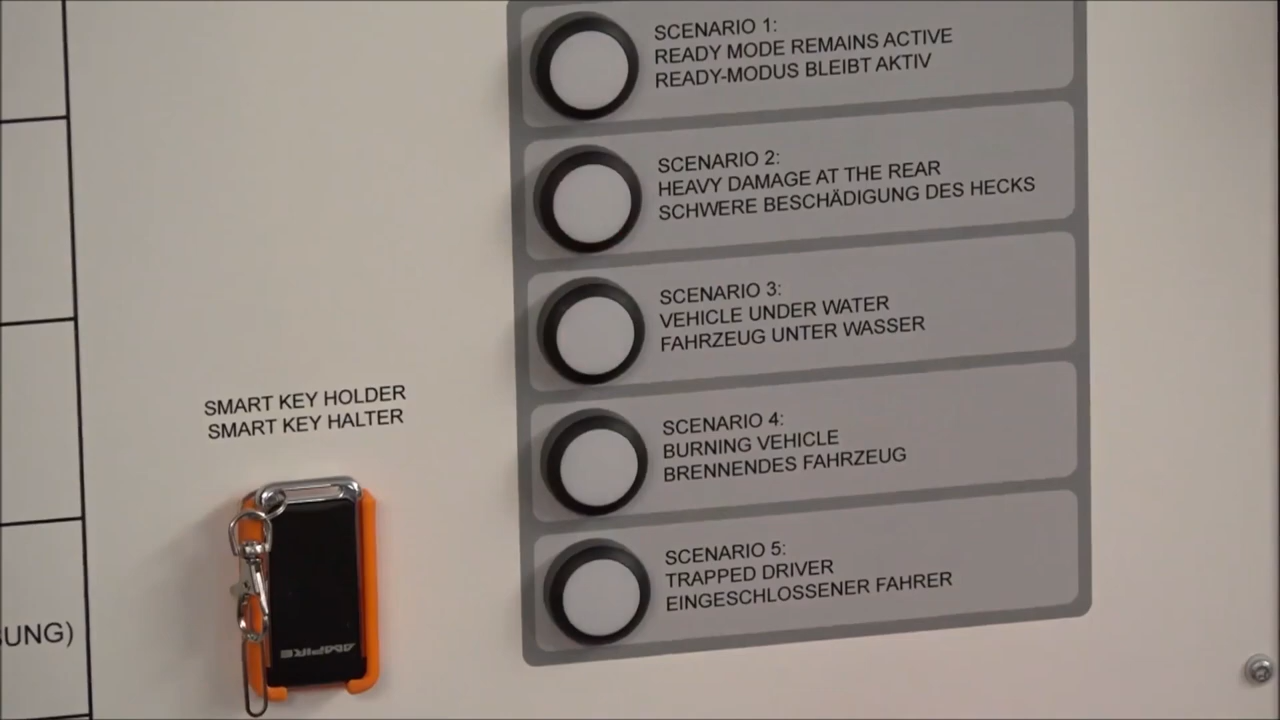 SCENARIO 1:
READY MODE REMAINS ACTIVE
READY-MODUS BLEIBT AKTIV
SCENARIO 2:
HEAVY DAMAGE AT THE REAR
SCHWERE BESCHÄDIGUNG DES HECKS
SCENARIO 3:
VEHICLE UNDER WATER
FAHRZEUG UNTER WASSER
SMART KEY HOLDER
SMART KEY HALTER
SCENARIO 4:
BURNING VEHICLE
BRENNENDES FAHRZEUG
SCENARIO 5:
TRAPPED DRIVER
EINGESCHLOSSENER FAHRER
UNG)
AMPIRE